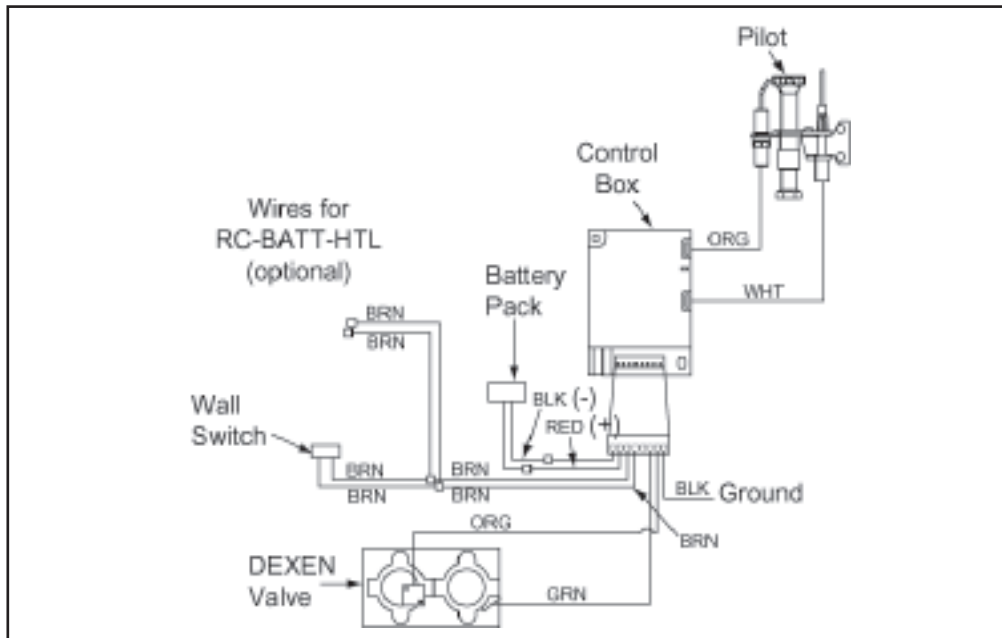 Pilot
Control
Box
Wires for
RC-BATT-HTL
(optional)
ORG
Battery
Pack
WHT
BRN
BRN
BLK (-)
RED (+)
Wall
Switch
BRN
BRN
BRN
BRN
BLK
Ground
ORG
BRN
DEXEN
Valve
GRN